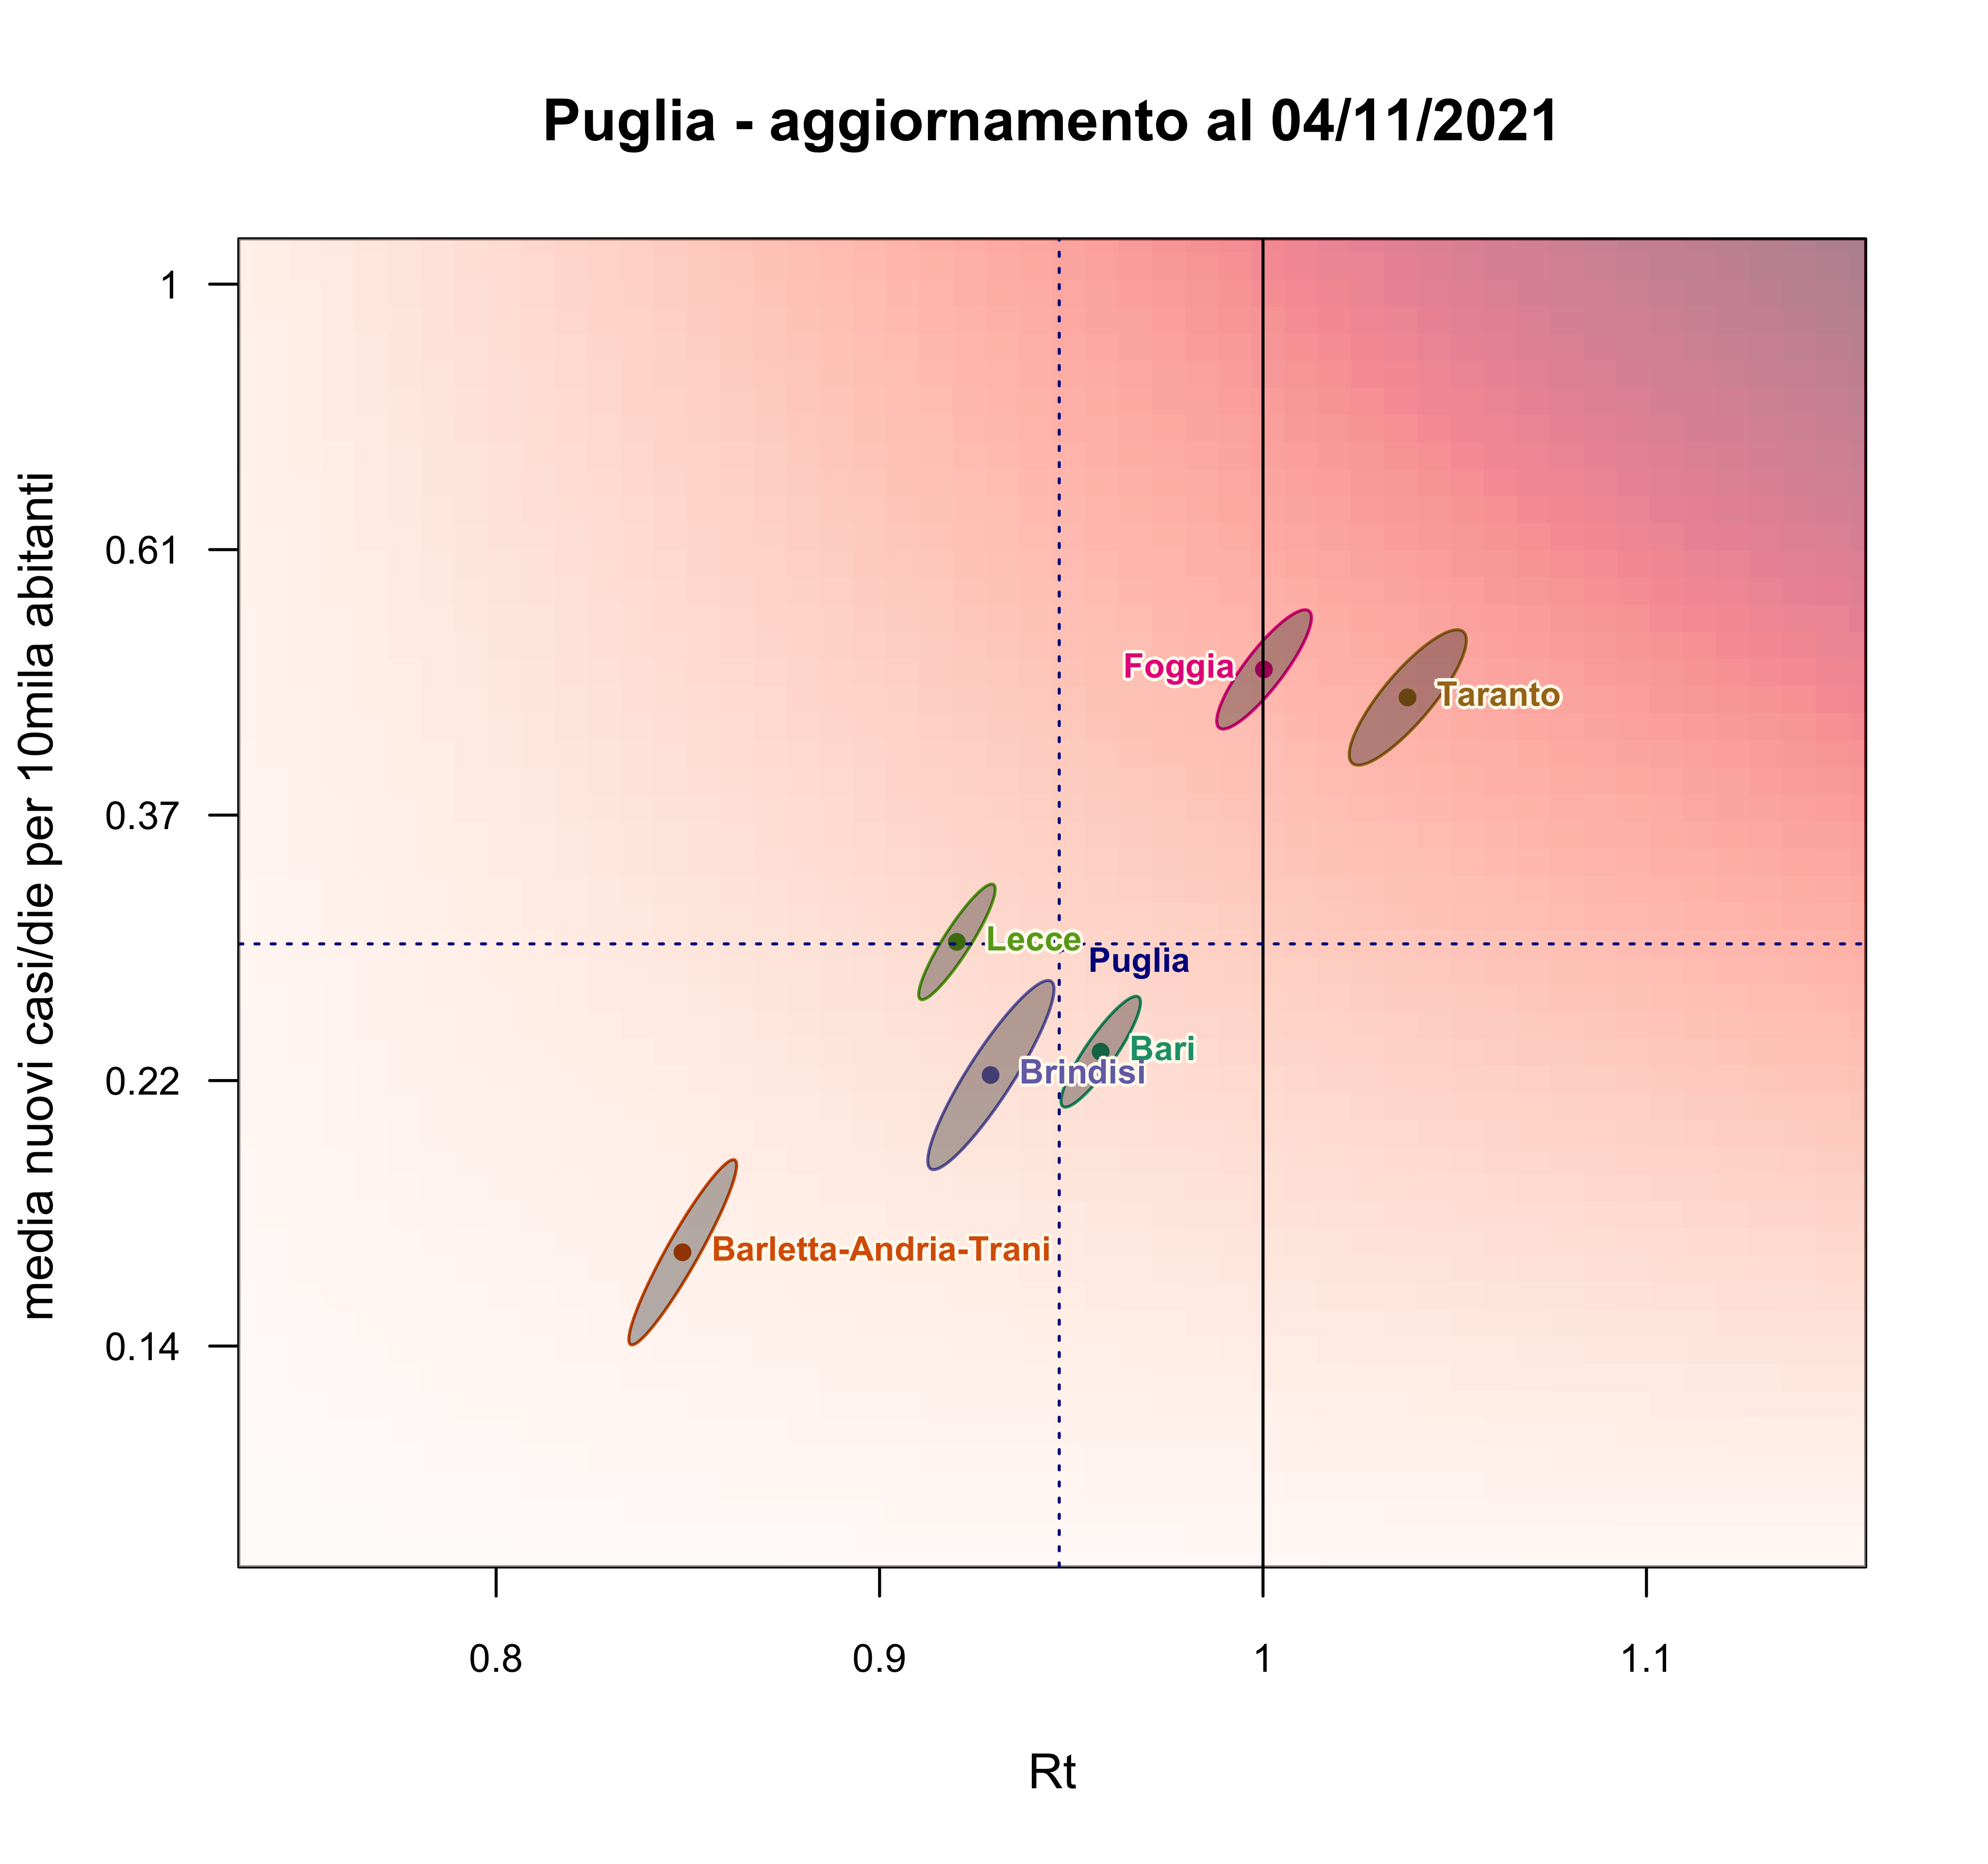 Puglia - aggiornamento al 04/11/2021
media nuovi casi/die per 10mila abitanti
1
0.61
0.37
0.22
0.14
Foggia
Taranto
Lecce
Puglia
Bari
Brindisi
Barletta-Andria-Trani
0.8
0.9
1
1.1
Rt